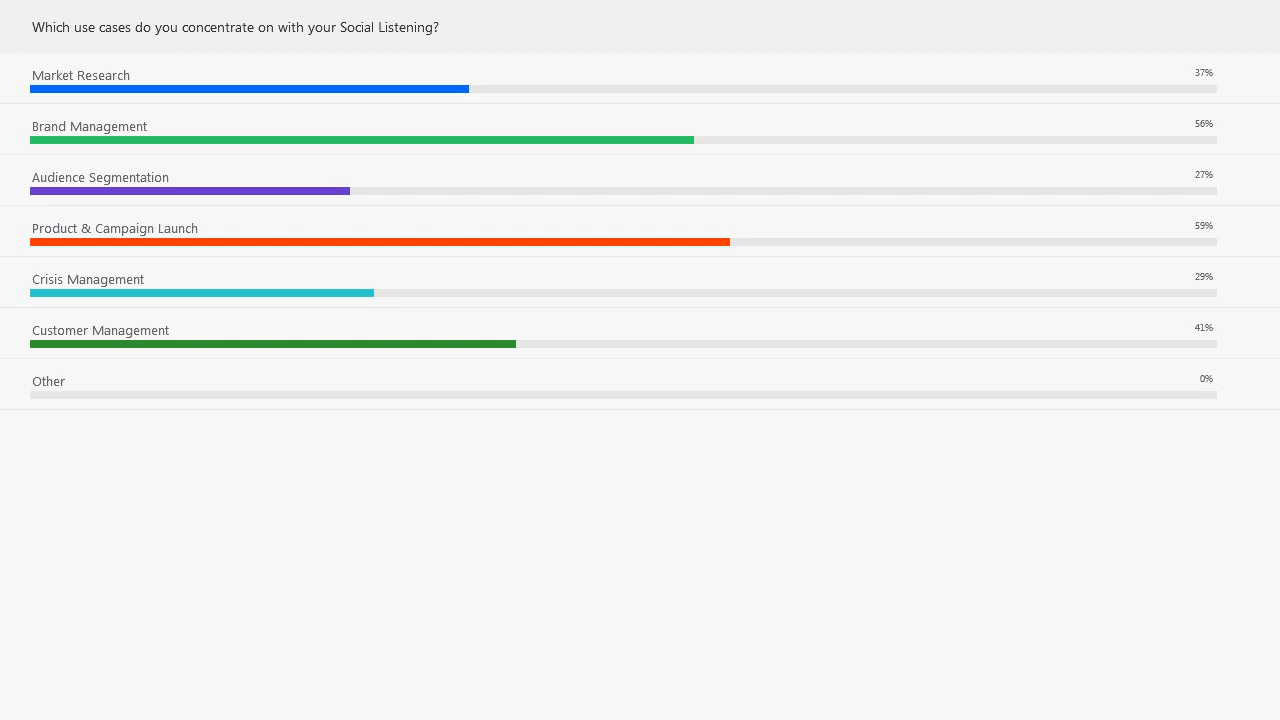 Which use cases do you concentrate on with your Social Listening?
Market Research 37%
Brand Management 56%
Audience Segmentation 27%
Product & Campaign Launch 59%
Crisis Management 29%
Customer Management 41%
Other 0%